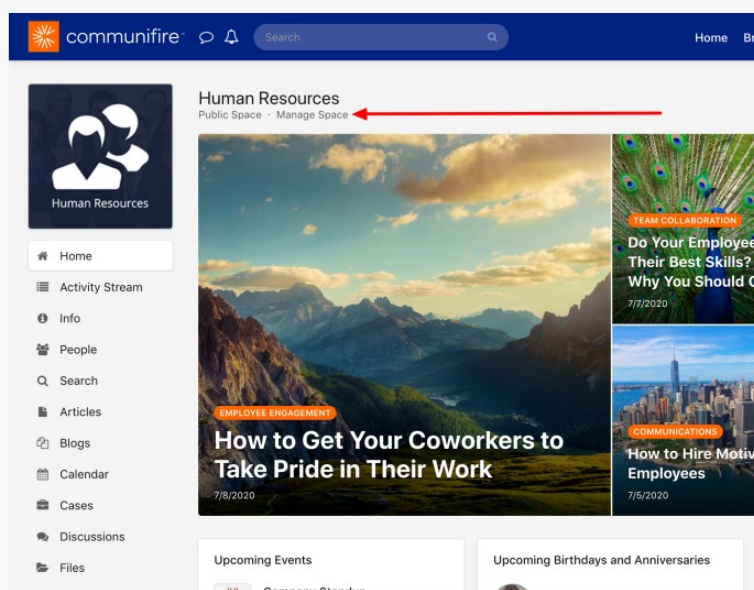 communifire
Search
Home
Human Resources
Public Space · Manage Space
Human Resources
Home
Activity Stream
Info
People
Search
Articles
Blogs
Calendar
Cases
Discussions
Files
EMPLOYEE ENGAGEMENT
How to Get Your Coworkers to
Take Pride in Their Work
7/8/2020
TEAM COLLABORATION
Do Your Employee
Their Best Skills?
Why You Should
7/7/2020
COMMUNICATIONS
How to Hire Motiv
Employees
7/5/2020
Upcoming Events
Upcoming Birthdays and Anniversaries